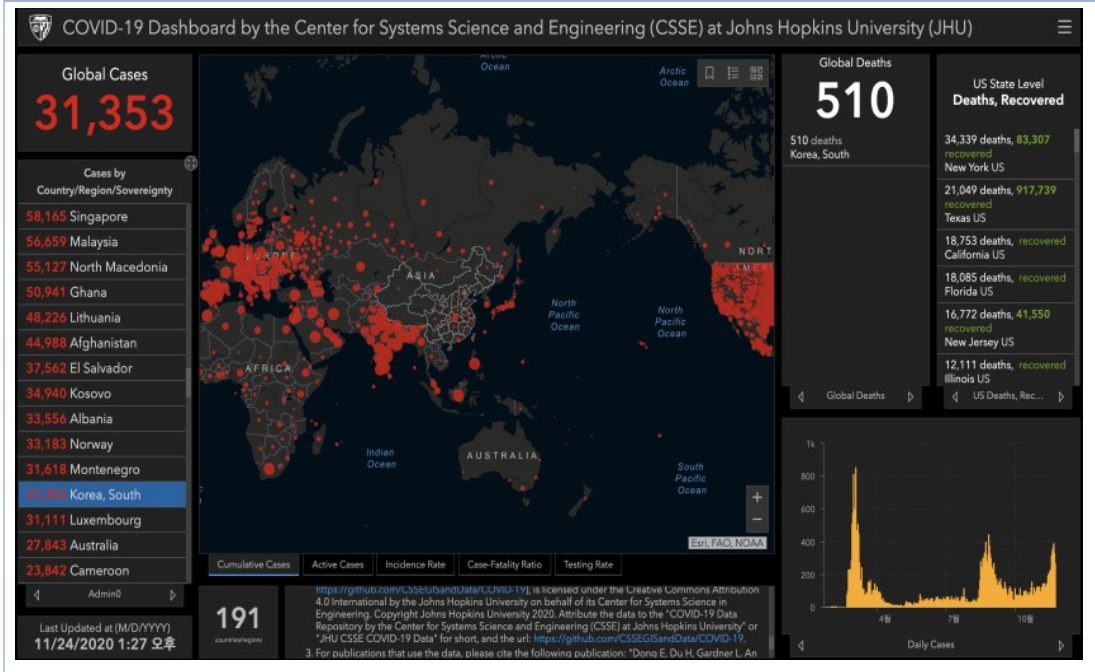 COVID-19 Dashboard by the Center for Systems Science and Engineering (CSSE) at Johns Hopkins University (JHU)
Global Cases
31,353
Cases by
Country/Region/Sovereignty
58,165 Singapore
56,659 Malaysia
55,127 North Macedonia
50,941 Ghana
48,226 Lithuania
44,988 Afghanistan
37,562 El Salvador
34,940 Kosovo
33,556 Albania
33,183 Norway
31,618 Montenegro
31,353 Korea, South
31,111 Luxembourg
27,843 Australia
23,842 Cameroon
Admin0
Last Updated at (M/D/YYYY)
11/24/2020 1:27 오후
Arctic
Ocean
Arctic
Ocean
EUROPE
ASIA
NORT
AMERI
North
Pacific
Ocean
North
Pacific
Ocean
AFRICA
Indian
Ocean
AUSTRALIA
South
Pacific
Ocean
+
−
Esri, FAO, NOAA
Cumulative Cases
Active Cases
Incidence Rate
Case-Fatality Ratio
Testing Rate
191
countries/regions
https://github.com/CSSEGISandData/COVID-19], is licensed under the Creative Commons Attribution
4.0 International by the Johns Hopkins University on behalf of its Center for Systems Science in
Engineering. Copyright Johns Hopkins University 2020. Attribute the data to the "COVID-19 Data
Repository by the Center for Systems Science and Engineering (CSSE) at Johns Hopkins University" or
"JHU CSSE COVID-19 Data" for short, and the url: https://github.com/CSSEGISandData/COVID-19.
3. For publications that use the data, please cite the following publication: "Dong E, Du H, Gardner L. An
Global Deaths
510
510 deaths
Korea, South
Global Deaths
US State Level
Deaths, Recovered
34,339 deaths, 83,307
recovered
New York US
21,049 deaths, 917,739
recovered
Texas US
18,753 deaths, recovered
California US
18,085 deaths, recovered
Florida US
16,772 deaths, 41,550
recovered
New Jersey US
12,111 deaths, recovered
Illinois US
US Deaths, Rec...
1k
800
600
400
200
0
4월
7월
10월
Daily Cases